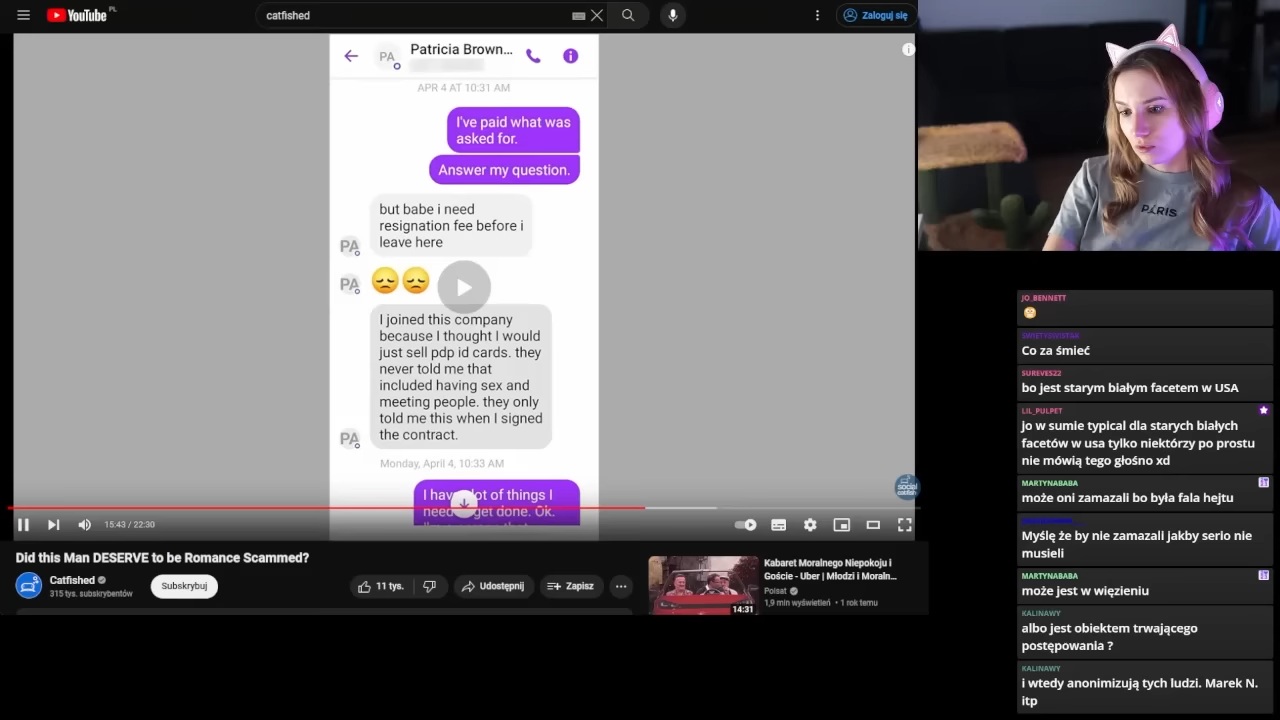 YouTube PL
catfished
Zaloguj się
PA
Patricia Brown...
APR 4 AT 10:31 AM
I've paid what was
asked for.
Answer my question.
but babe i need
resignation fee before i
leave here
PA
PA
I joined this company
because I thought I would
just sell pdp id cards. they
never told me that
included having sex and
meeting people. they only
told me this when I signed
the contract.
PA
Monday, April 4, 10:33 AM
I have lot of things I
need get done. Ok.
social
catfish
15:43 / 22:30
Did this Man DESERVE to be Romance Scammed?
Catfished
315 tys. subskrybentów
Subskrybuj
11 tys.
Udostępnij
Zapisz
14:31
Kabaret Moralnego Niepokoju i
Goście - Uber | Młodzi i Moraln...
Polsat
1,9 mln wyświetleń • 1 rok temu
PARIS
JO_BENNETT
Co za śmieć
SUREVES22
bo jest starym białym facetem w USA
LIL_PULPET
jo w sumie typical dla starych białych
facetów w usa tylko niektórzy po prostu
nie mówią tego głośno xd
MARTYNABABA
może oni zamazali bo była fala hejtu
Myślę że by nie zamazali jakby serio nie
musieli
MARTYNABABA
może jest w więzieniu
KALINAWY
albo jest obiektem trwającego
postępowania ?
KALINAWY
i wtedy anonimizują tych ludzi. Marek N.
itp